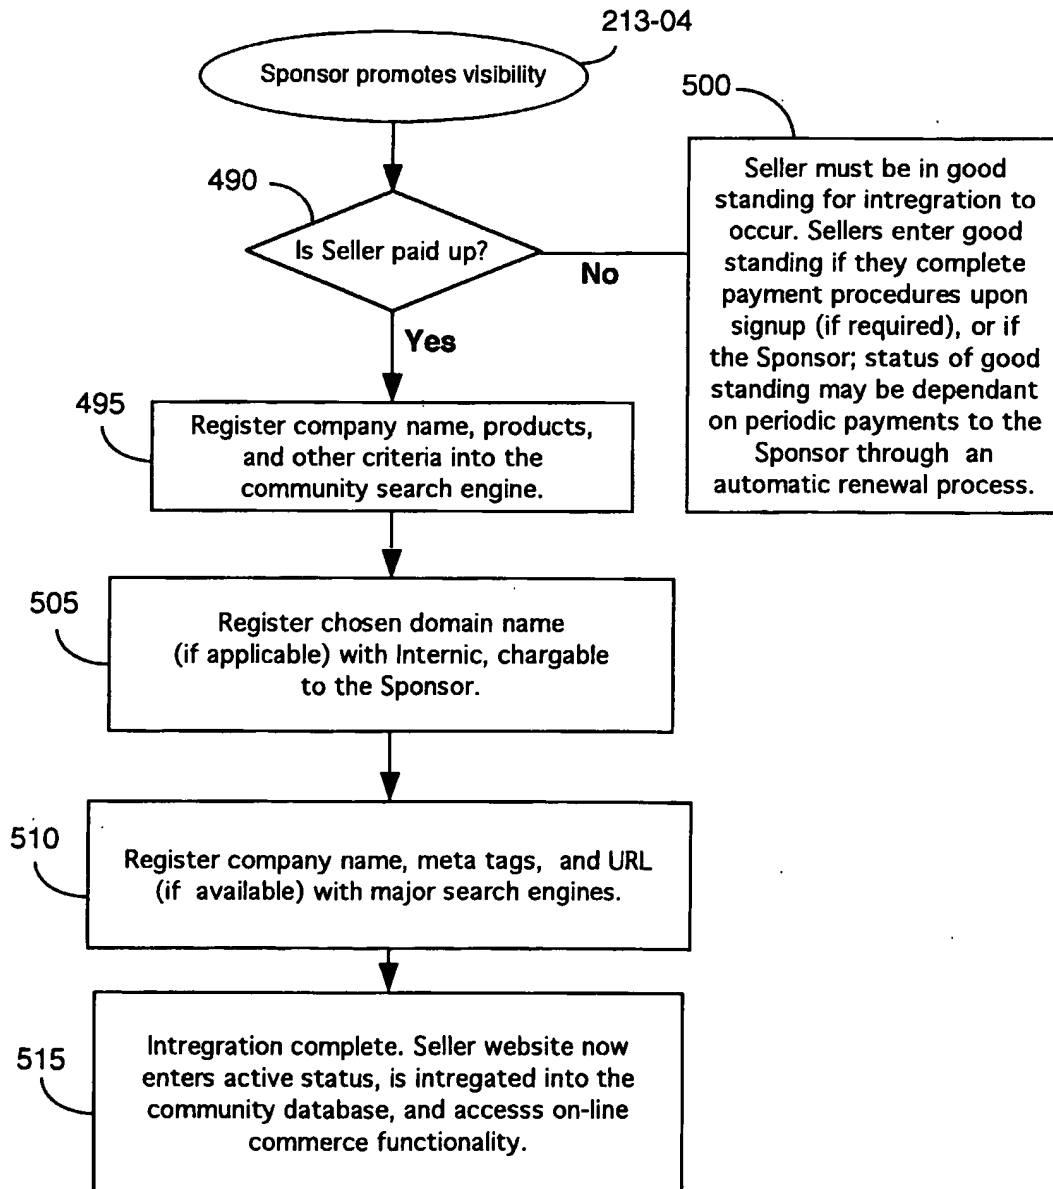 213-04
Sponsor promotes visibility
500
490
Is Seller paid up?
No
Yes
Seller must be in good
standing for intregration to
occur. Sellers enter good
standing if they complete
payment procedures upon
signup (if required), or if
the Sponsor; status of good
standing may be dependant
on periodic payments to the
Sponsor through an
automatic renewal process.
495
Register company name, products,
and other criteria into the
community search engine.
505
Register chosen domain name
(if applicable) with Internic, chargable
to the Sponsor.
510
Register company name, meta tags, and URL
(if available) with major search engines.
515
Intregration complete. Seller website now
enters active status, is intregated into the
community database, and accesss on-line
commerce functionality.